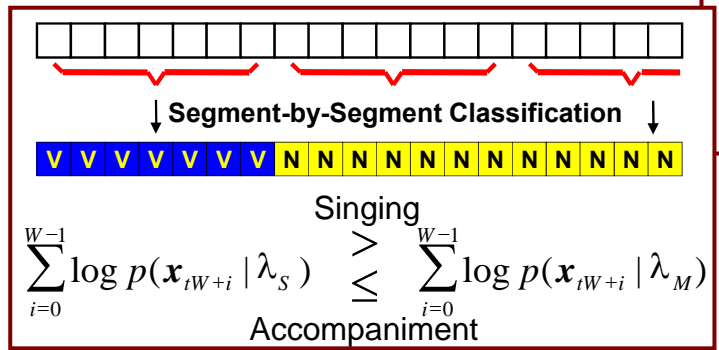 Segment-by-Segment Classification
V V V V V V V N N N N N N N N N N N N
Singing
∑_{i=0}^{W−1} log p(x_{tW+i} | λ_S) > ≤ ∑_{i=0}^{W−1} log p(x_{tW+i} | λ_M)
Accompaniment